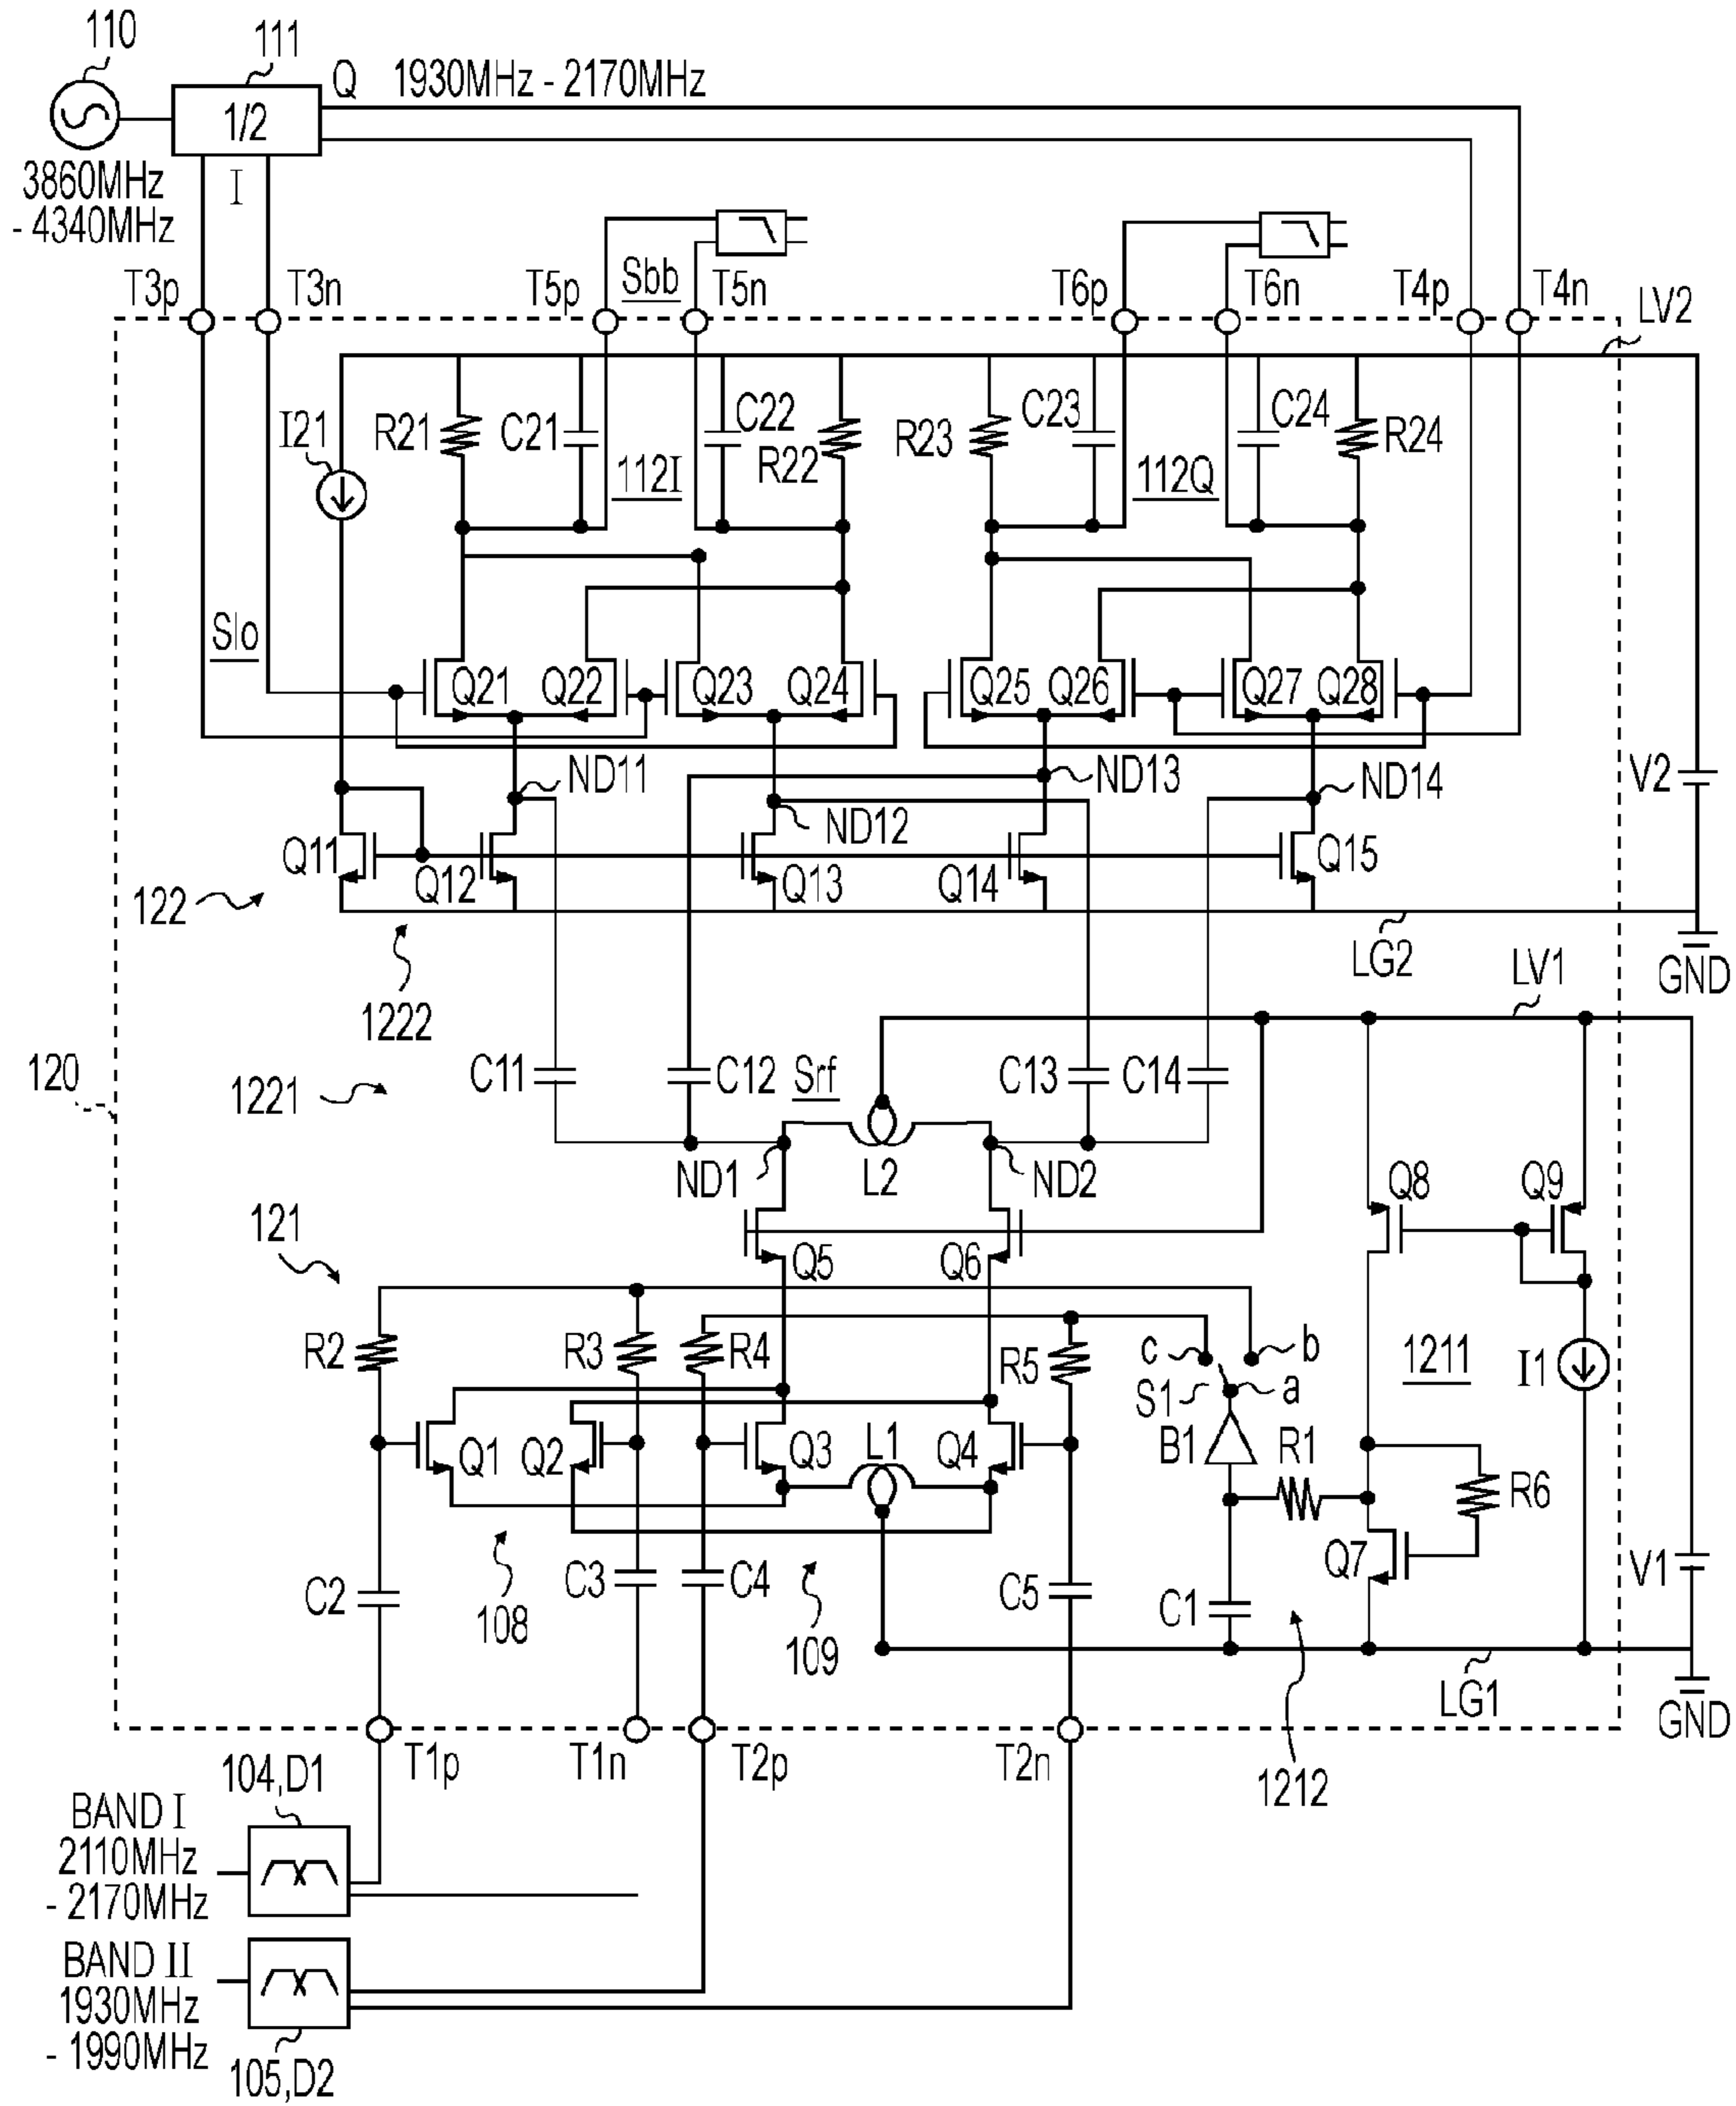 110
111
Q 1930MHz - 2170MHz
1/2
3860MHz
- 4340MHz
I
T3p
T3n
T5p
Sbb
T5n
T6p
T6n
T4p
T4n
LV2
I21
R21
C21
C22
R22
R23
C23
C24
R24
112I
112Q
Slo
Q21
Q22
Q23
Q24
Q25
Q26
Q27
Q28
ND11
ND12
ND13
ND14
V2
Q11
Q12
Q13
Q14
Q15
122
1222
LG2
GND
LV1
120
1221
C11
C12
Srf
C13
C14
ND1
L2
ND2
Q8
Q9
121
Q5
Q6
R2
R3
R4
R5
c
b
S1
a
1211
I1
Q1
Q2
Q3
L1
Q4
B1
R1
R6
Q7
C2
108
C3
C4
109
C5
C1
V1
LG1
GND
T1p
T1n
T2p
T2n
1212
104,D1
BAND I
2110MHz
- 2170MHz
BAND II
1930MHz
- 1990MHz
105,D2